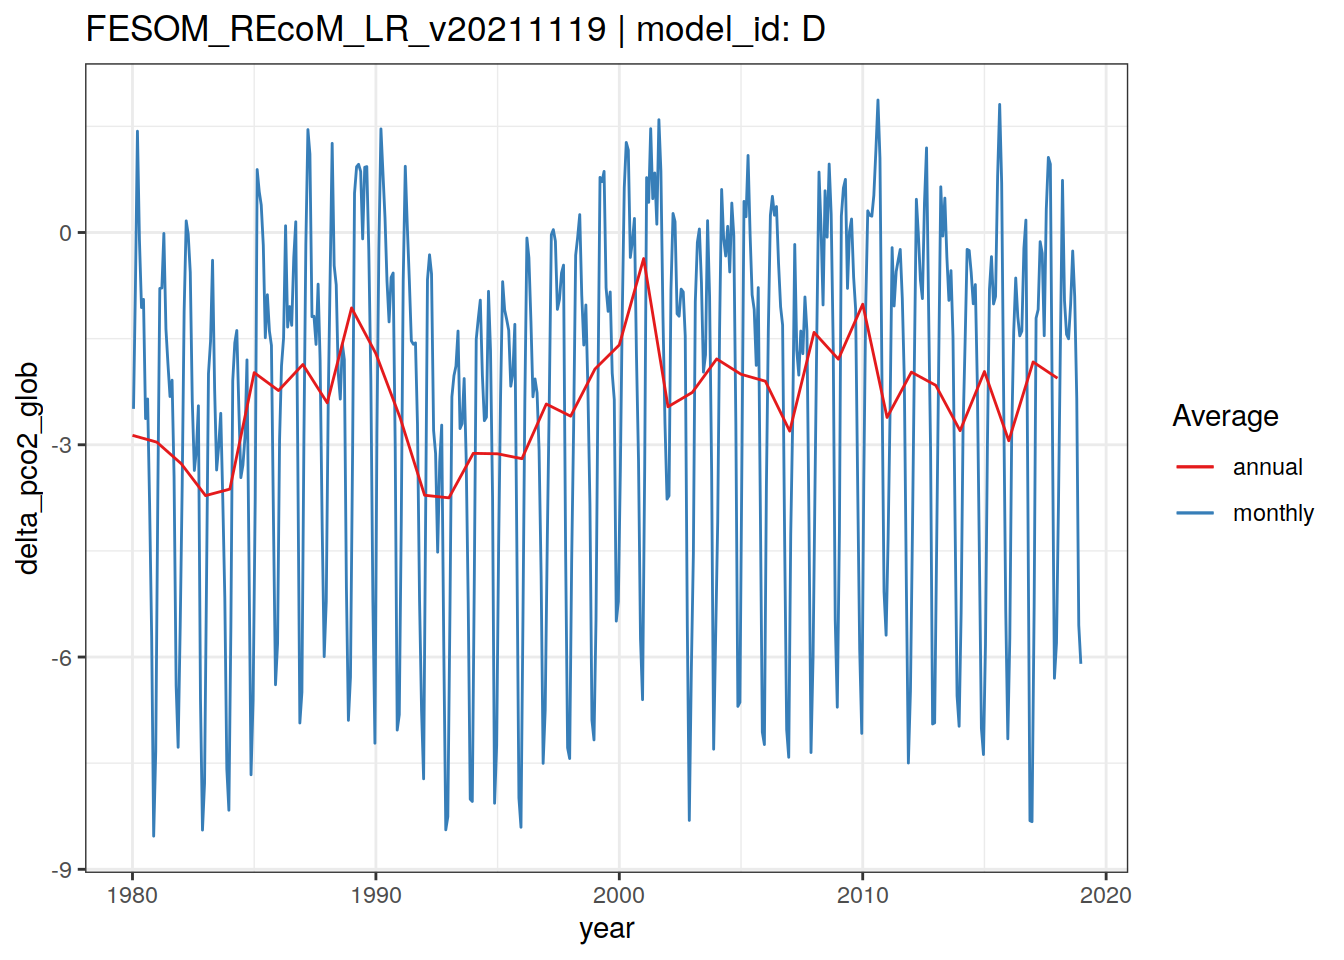 FESOM_REcoM_LR_v20211119 | model_id: D
delta_pco2_glob
0
-3
-6
-9
1980
1990
2000
2010
2020
year
Average
annual
monthly